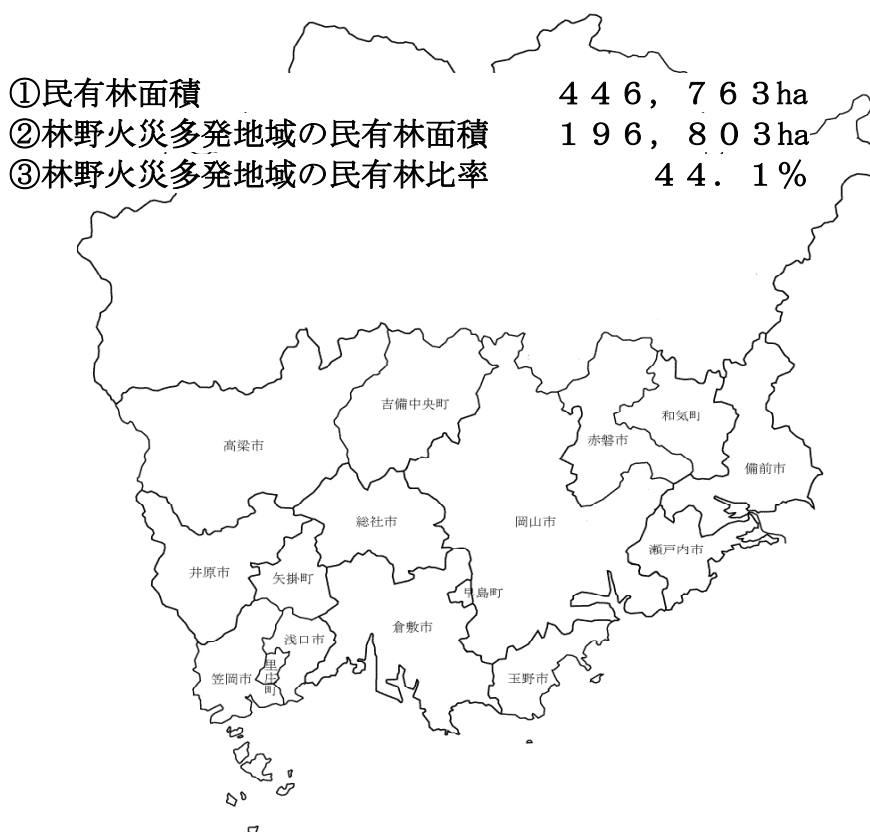 ①民有林面積 ４４６，７６３ha
②林野火災多発地域の民有林面積 １９６，８０３ha
③林野火災多発地域の民有林比率 ４４．１％
吉備中央町
和気町
赤磐市
高梁市
備前市
総社市
岡山市
瀬戸内市
井原市
矢掛町
早島町
倉敷市
浅口市
里庄町
笠岡市
玉野市